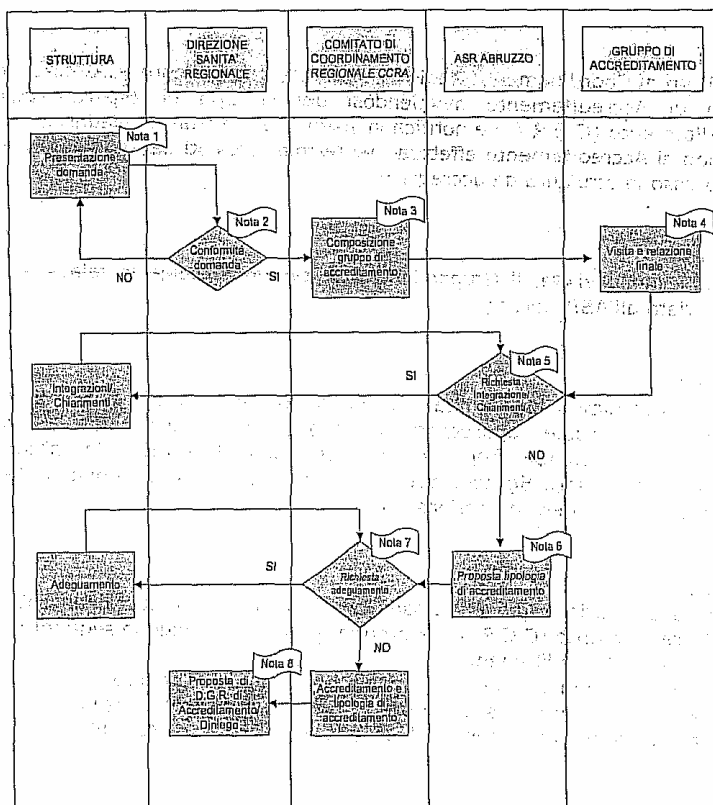 STRUTTURA
DIREZIONE
SANITA'
REGIONALE
COMITATO DI
COORDINAMENTO
REGIONALE CCRA
ASR ABRUZZO
GRUPPO DI
ACCREDITAMENTO
Nota 1
Presentazione
domanda
Nota 2
Conformità
domanda
NO
SI
Nota 3
Composizione
gruppo di
accreditamento
Nota 4
Visita e relazione
finale
Nota 5
Richiesta
Integrazione/
Chiarimenti
SI
Integrazioni/
Chiarimenti
NO
Nota 6
Proposta tipologia
di accreditamento
Nota 7
Richiesta
adeguamento
SI
Adeguamento
NO
Nota 8
Proposta di
D.G.R. di
Accreditamento/
Diniego
Accreditamento e
tipologia di
accreditamento